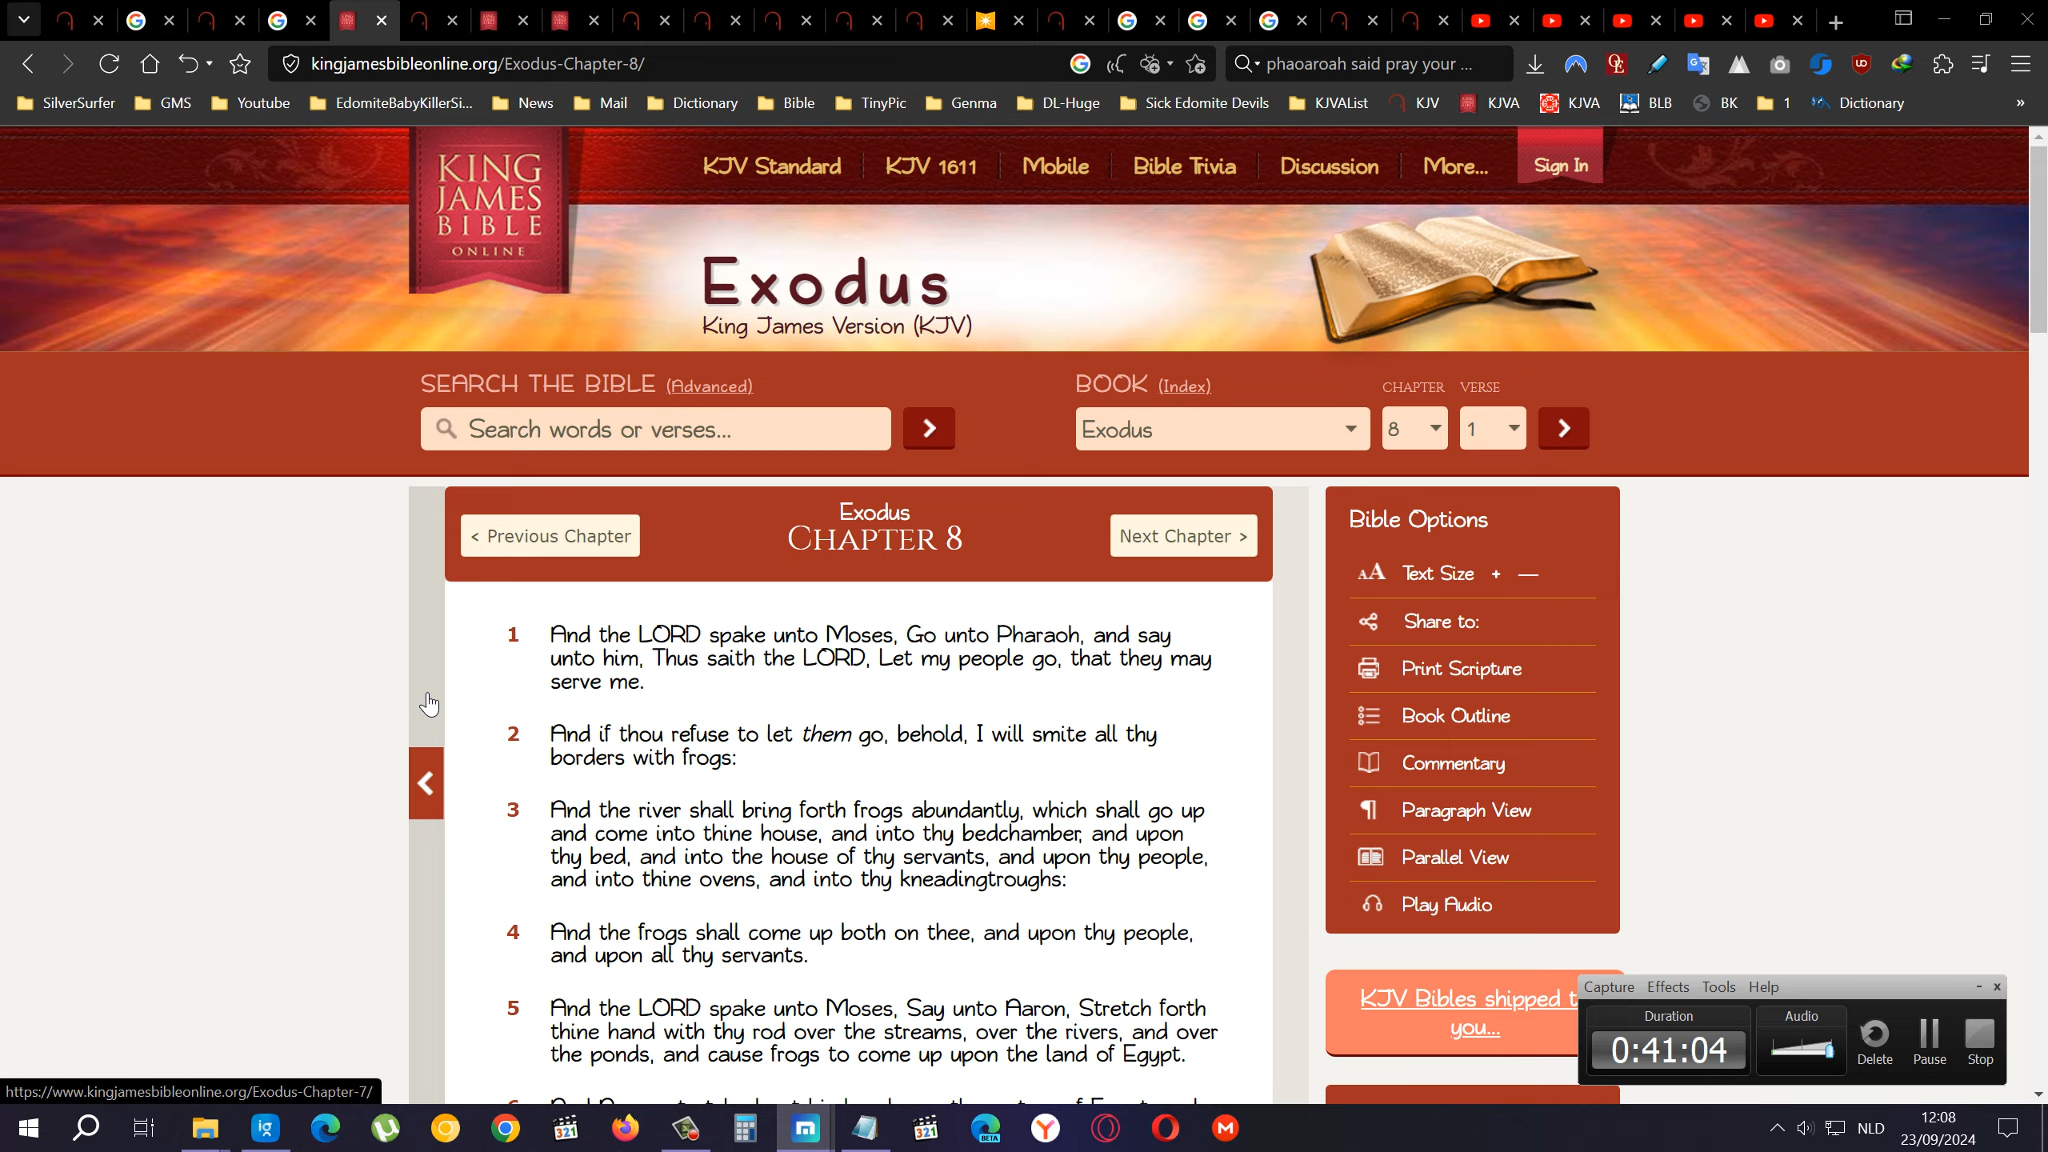 kingjamesbibleonline.org/Exodus-Chapter-8/
phaoaroah said pray your ...
SilverSurfer GMS Youtube EdomiteBabyKillerSi... News Mail Dictionary Bible TinyPic Genma DL-Huge Sick Edomite Devils KJVAList KJV KJVA KJVA BLB BK 1 Dictionary »
KING
JAMES
BIBLE
ONLINE
KJV Standard KJV 1611 Mobile Bible Trivia Discussion More... Sign In
Exodus
King James Version (KJV)
SEARCH THE BIBLE (Advanced)
Search words or verses...
BOOK (Index) CHAPTER VERSE
Exodus 8 1
< Previous Chapter
Exodus
CHAPTER 8
Next Chapter >
1 And the LORD spake unto Moses, Go unto Pharaoh, and say
unto him, Thus saith the LORD, Let my people go, that they may
serve me.
2 And if thou refuse to let them go, behold, I will smite all thy
borders with frogs:
3 And the river shall bring forth frogs abundantly, which shall go up
and come into thine house, and into thy bedchamber, and upon
thy bed, and into the house of thy servants, and upon thy people,
and into thine ovens, and into thy kneadingtroughs:
4 And the frogs shall come up both on thee, and upon thy people,
and upon all thy servants.
5 And the LORD spake unto Moses, Say unto Aaron, Stretch forth
thine hand with thy rod over the streams, over the rivers, and over
the ponds, and cause frogs to come up upon the land of Egypt.
Bible Options
AA Text Size + —
Share to:
Print Scripture
Book Outline
Commentary
Paragraph View
Parallel View
Play Audio
KJV Bibles shipped t
you...
Capture Effects Tools Help
Duration
0:41:04
Audio
Delete Pause Stop
https://www.kingjamesbibleonline.org/Exodus-Chapter-7/
NLD
12:08
23/09/2024